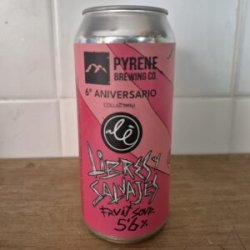 PYRENE
BREWING CO.
6º ANIVERSARIO
LIBRES Y
SALVAJES
FRUIT SOUR
5'6%